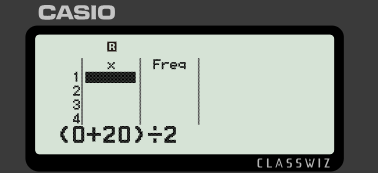 CASIO
R
x Freq
1
2
3
4
(0+20)÷2
CLASSWIZ